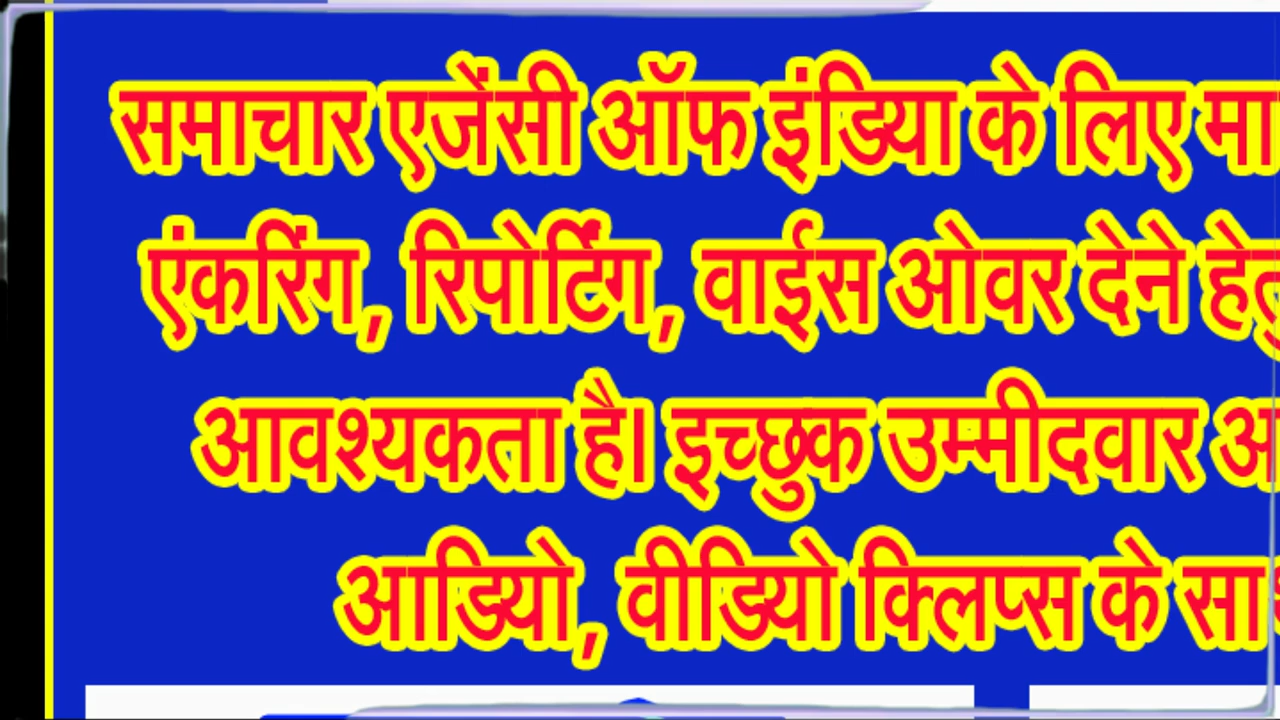 समाचार एजेंसी ऑफ इंडिया के लिए
एंकरिंग, रिपोर्टिंग, वाईस ओवर देने हेतु
आवश्यकता है। इच्छुक उम्मीदवार
आडियो, वीडियो क्लिप्स के